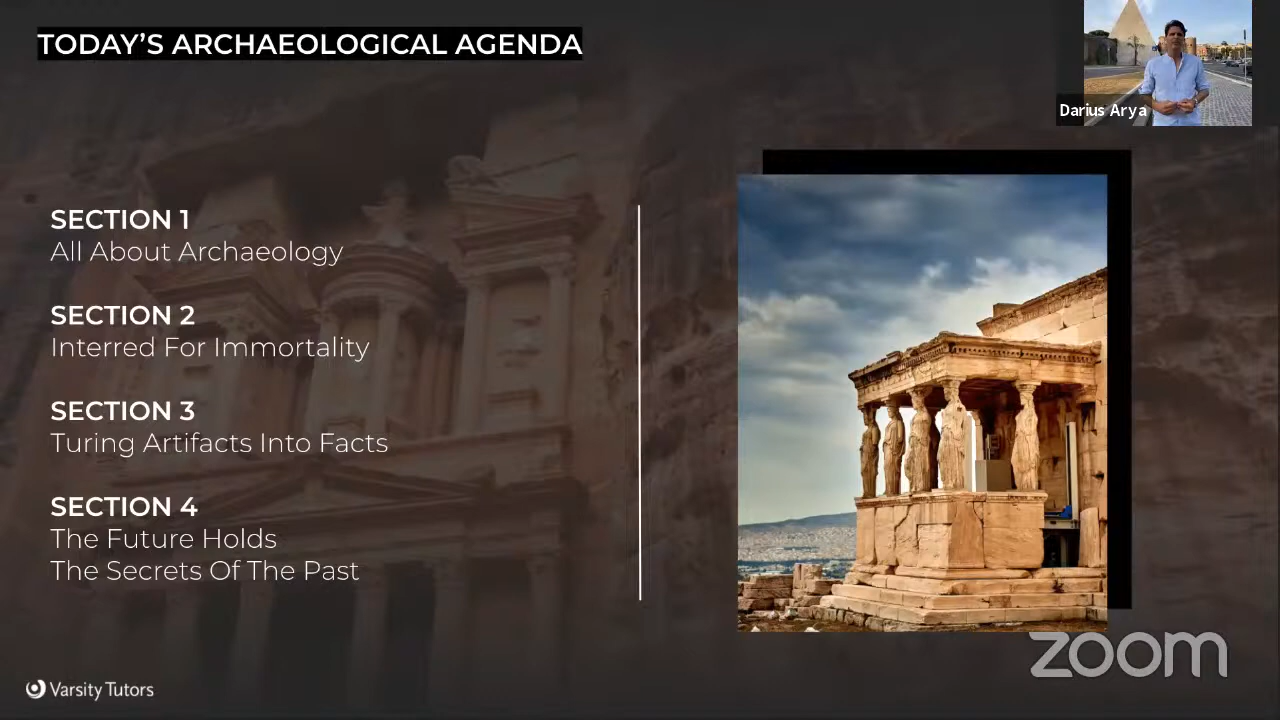 TODAY'S ARCHAEOLOGICAL AGENDA
Darius Arya
SECTION 1
All About Archaeology
SECTION 2
Interred For Immortality
SECTION 3
Turing Artifacts Into Facts
SECTION 4
The Future Holds
The Secrets Of The Past
zoom
Varsity Tutors